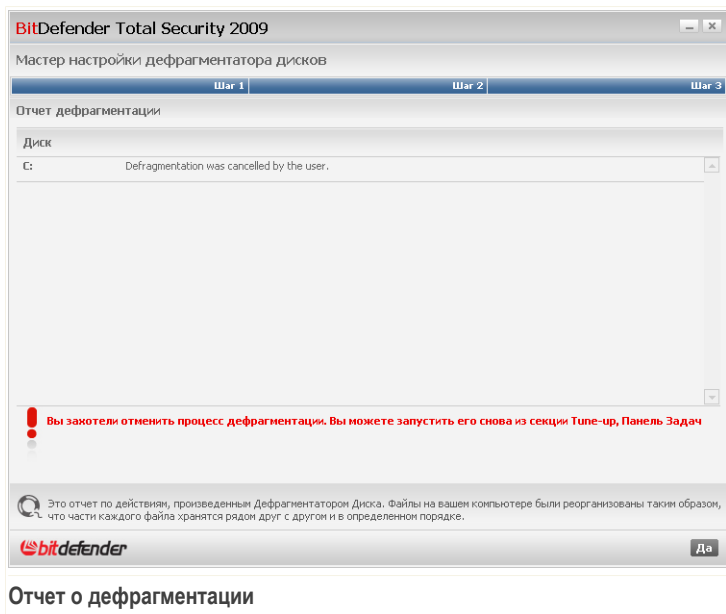 BitDefender Total Security 2009
Мастер настройки дефрагментатора дисков
Шаг 1 Шаг 2 Шаг 3
Отчет дефрагментации
Диск
C: Defragmentation was cancelled by the user.
Вы захотели отменить процесс дефрагментации. Вы можете запустить его снова из секции Tune-up, Панель Задач
Это отчет по действиям, произведенным Дефрагментатором Диска. Файлы на вашем компьютере были реорганизованы таким образом,
что части каждого файла хранятся рядом друг с другом и в определенном порядке.
bitdefender Да
Отчет о дефрагментации